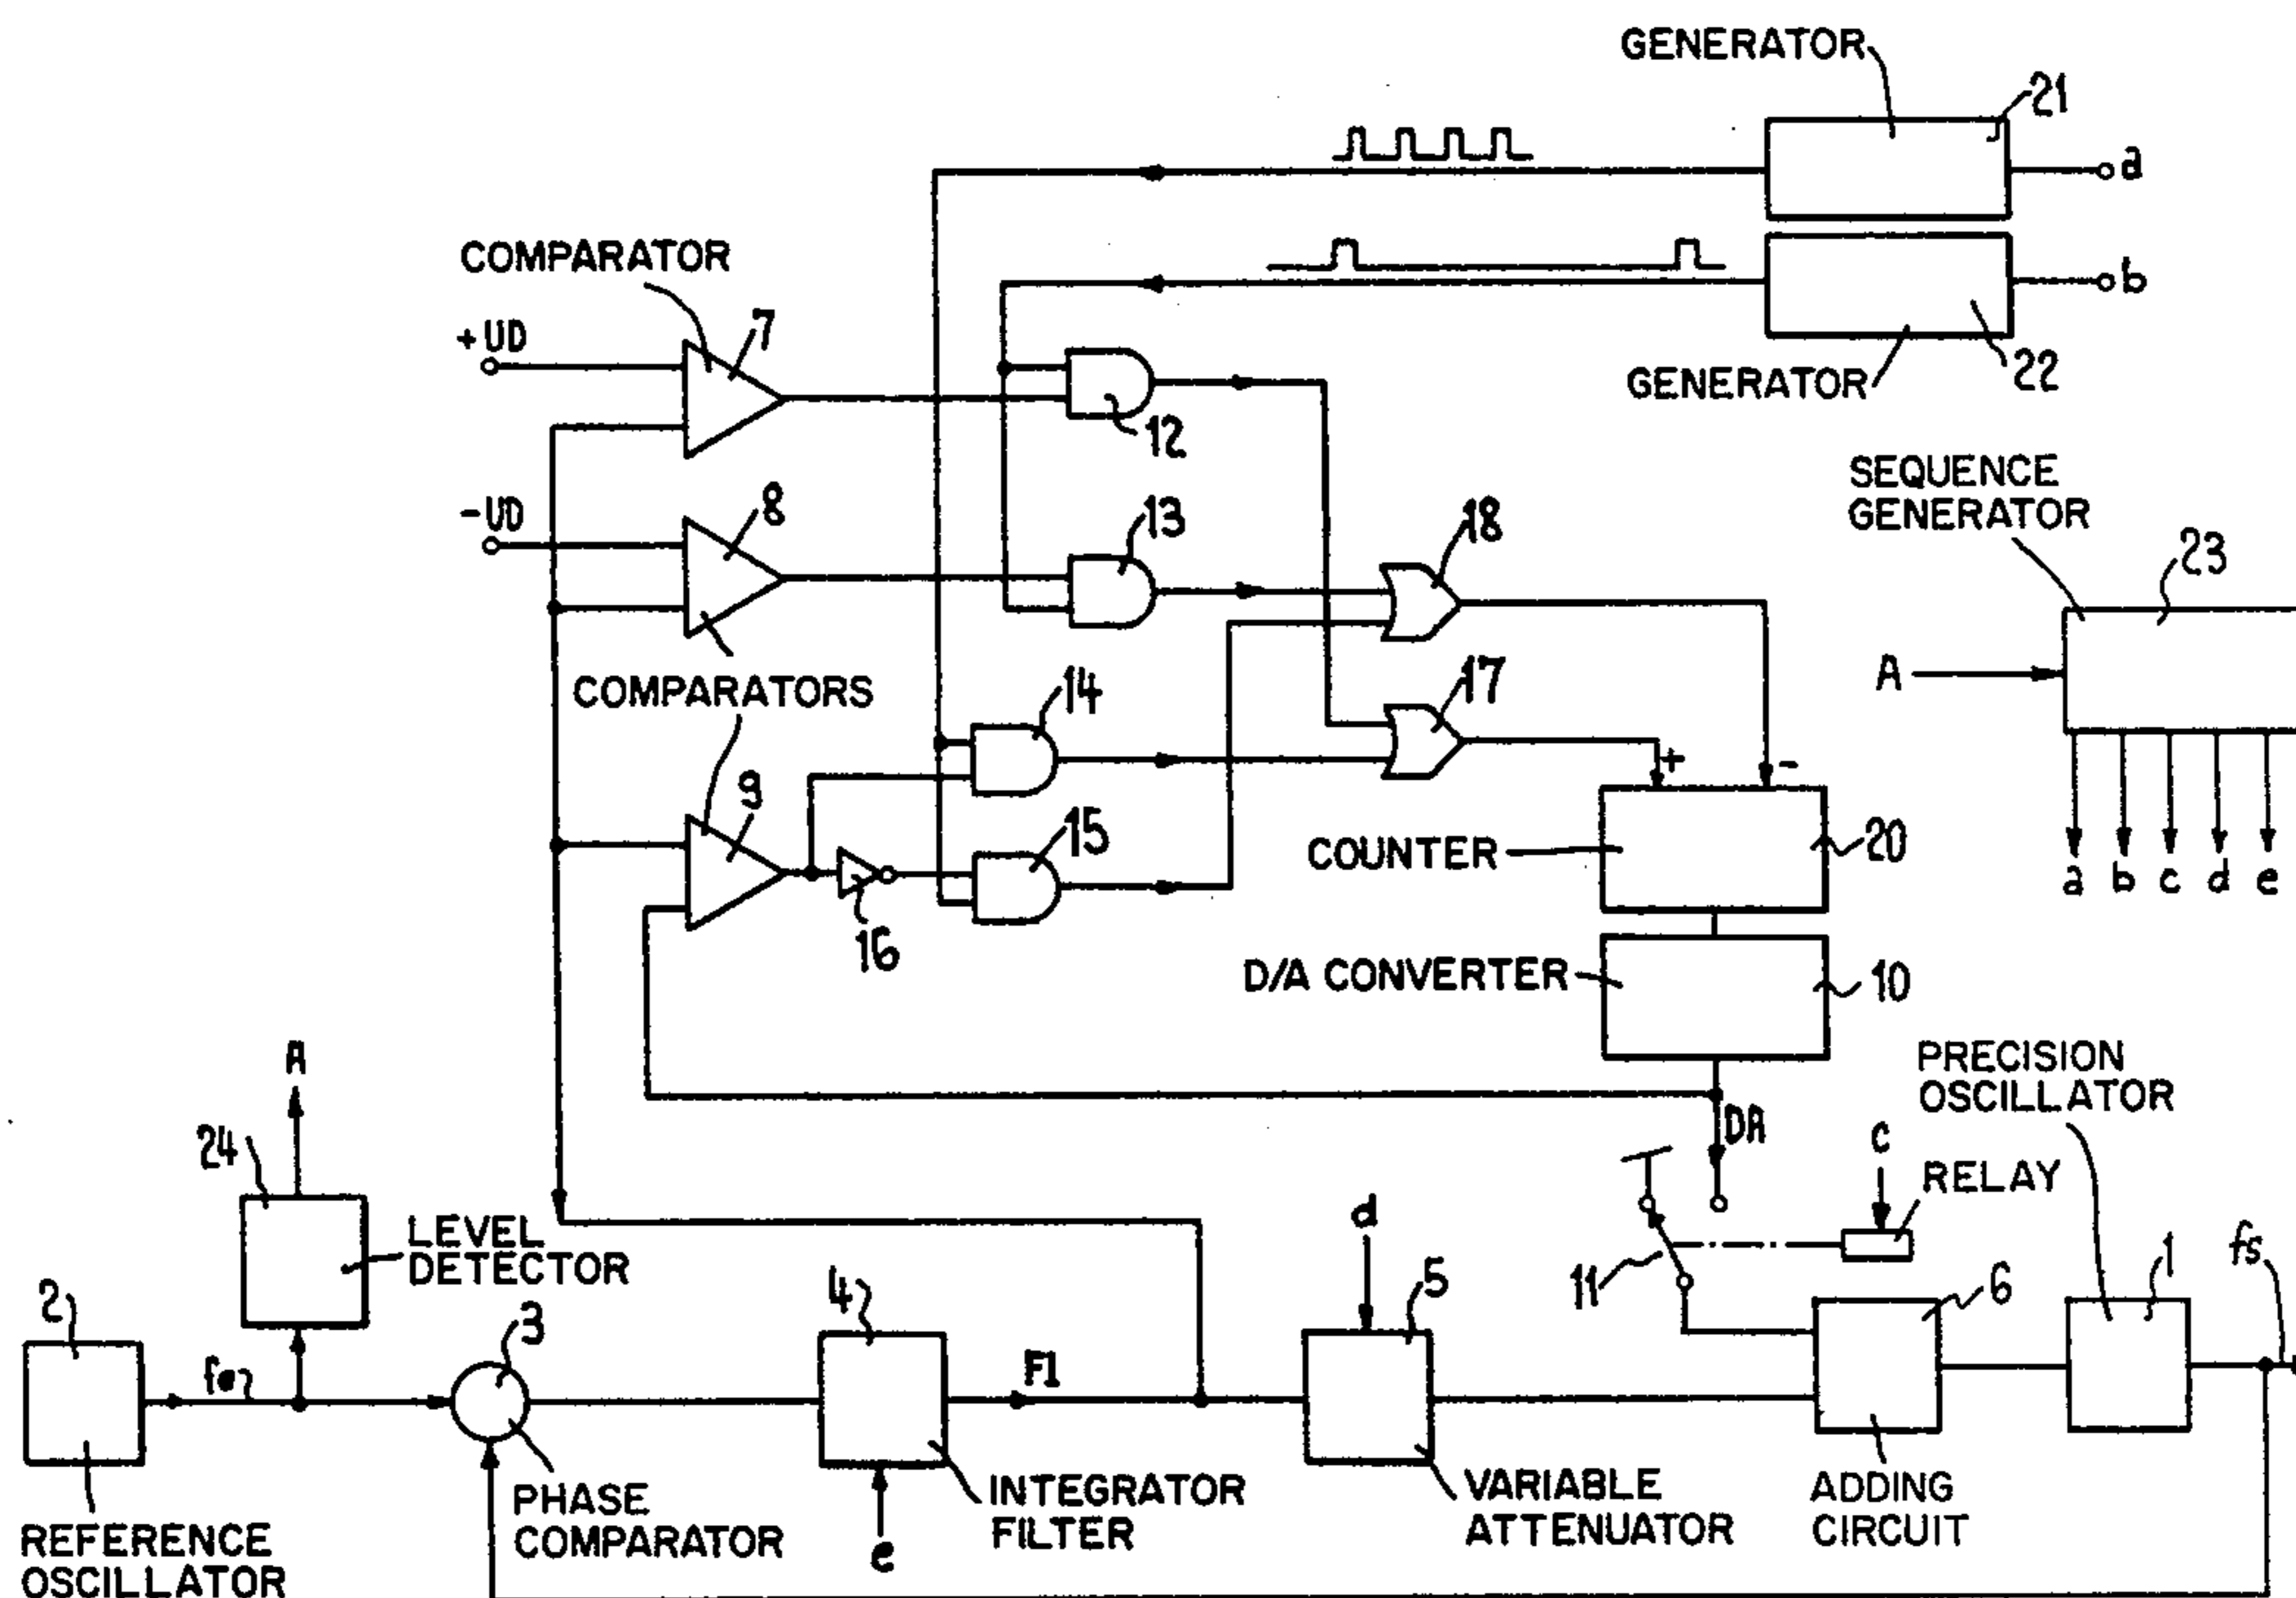 GENERATOR
21
a
b
GENERATOR
22
COMPARATOR
+UD
7
12
-UD
8
13
18
SEQUENCE
GENERATOR
23
A
a b c d e
COMPARATORS
14
17
+
-
9
15
16
COUNTER
20
D/A CONVERTER
10
DA
PRECISION
OSCILLATOR
c
RELAY
11
A
24
LEVEL
DETECTOR
2
3
4
d
5
6
1
fs
FI
PHASE
COMPARATOR
e
INTEGRATOR
FILTER
VARIABLE
ATTENUATOR
ADDING
CIRCUIT
REFERENCE
OSCILLATOR